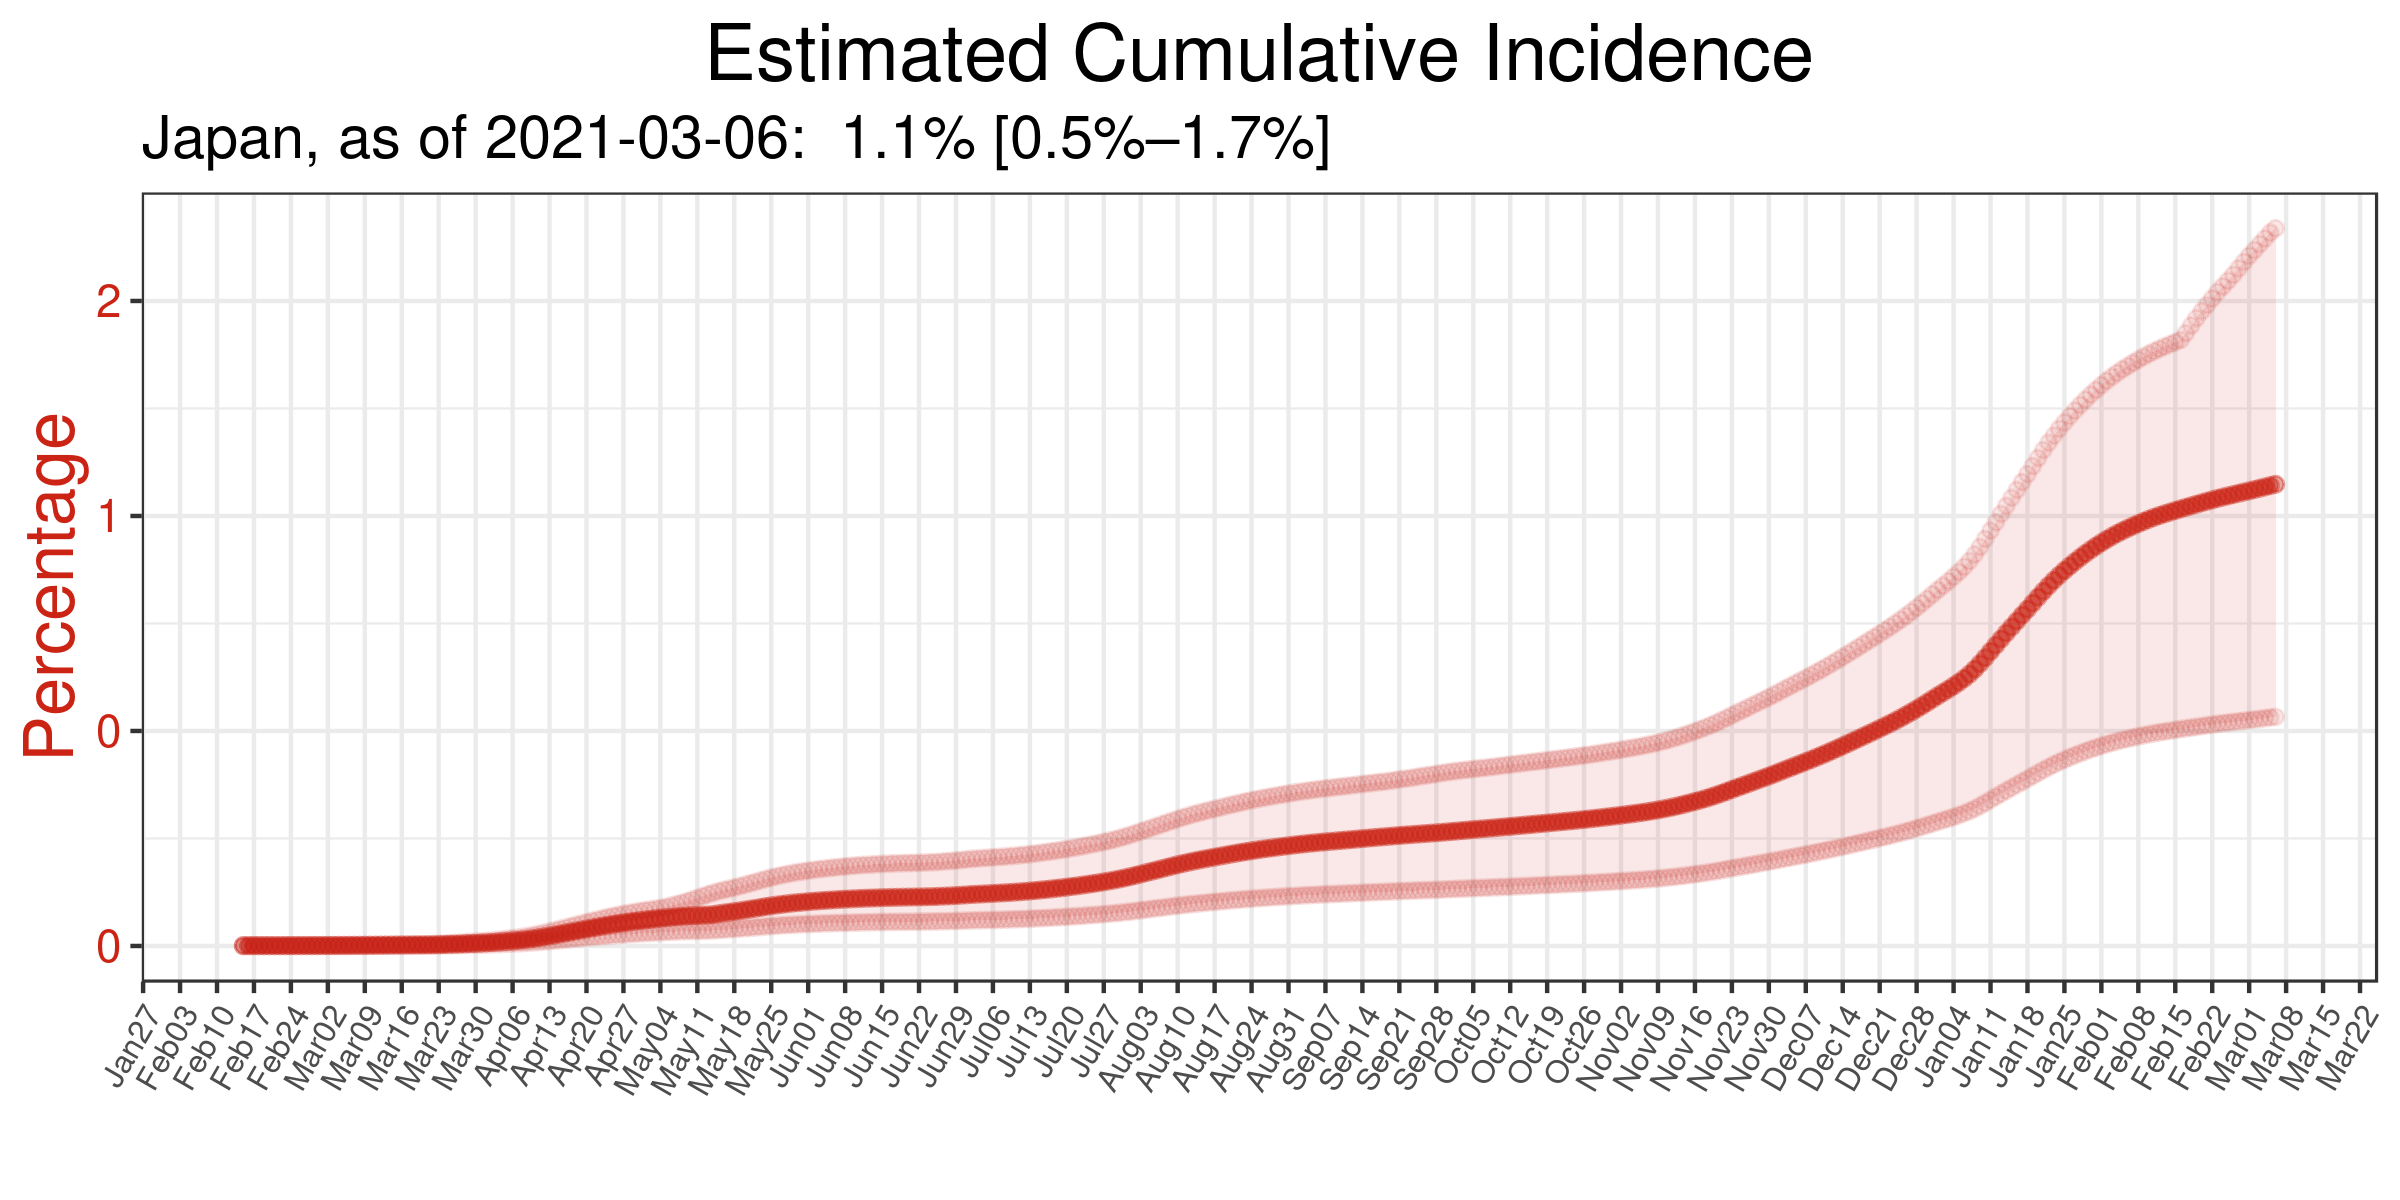 Estimated Cumulative Incidence
Japan, as of 2021-03-06:  1.1% [0.5%–1.7%]
Percentage
2
1
0
0
Jan27
Feb03
Feb10
Feb17
Feb24
Mar02
Mar09
Mar16
Mar23
Mar30
Apr06
Apr13
Apr20
Apr27
May04
May11
May18
May25
Jun01
Jun08
Jun15
Jun22
Jun29
Jul06
Jul13
Jul20
Jul27
Aug03
Aug10
Aug17
Aug24
Aug31
Sep07
Sep14
Sep21
Sep28
Oct05
Oct12
Oct19
Oct26
Nov02
Nov09
Nov16
Nov23
Nov30
Dec07
Dec14
Dec21
Dec28
Jan04
Jan11
Jan18
Jan25
Feb01
Feb08
Feb15
Feb22
Mar01
Mar08
Mar15
Mar22